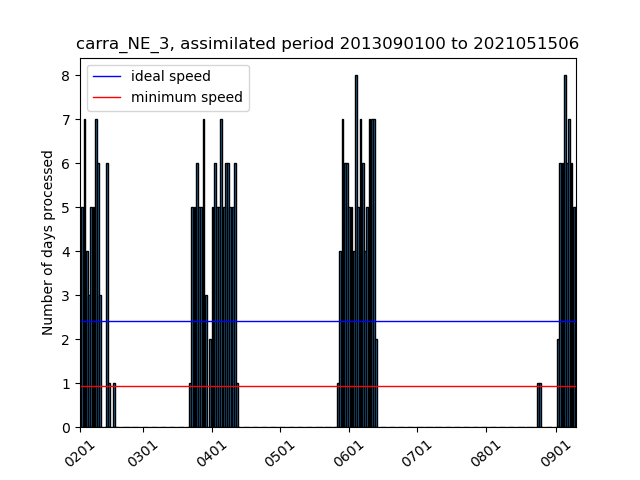 carra_NE_3, assimilated period 2013090100 to 2021051506
ideal speed
minimum speed
Number of days processed
8
7
6
5
4
3
2
1
0
0201 0301 0401 0501 0601 0701 0801 0901